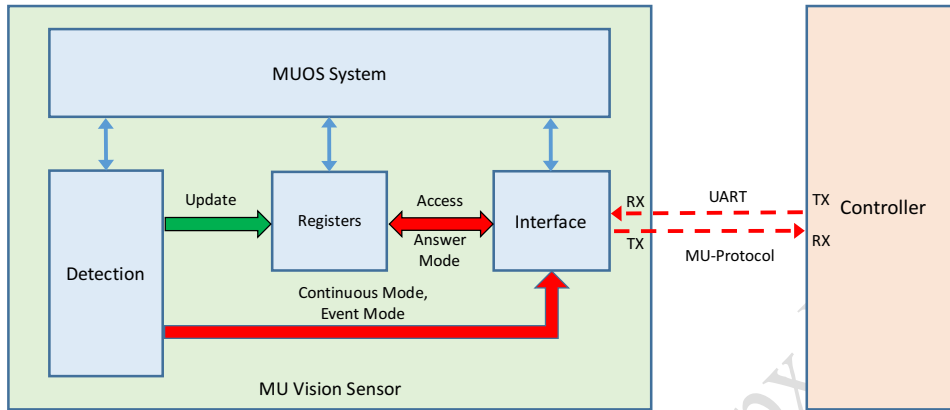 MUOS System
Detection
Update
Registers
Access
Answer
Mode
Interface
Continuous Mode,
Event Mode
MU Vision Sensor
RX
TX
UART
MU-Protocol
TX
RX
Controller